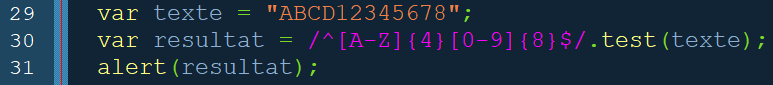 29 var texte = "ABCD12345678";
30 var resultat = /^[A-Z]{4}[0-9]{8}$/.test(texte);
31 alert(resultat);